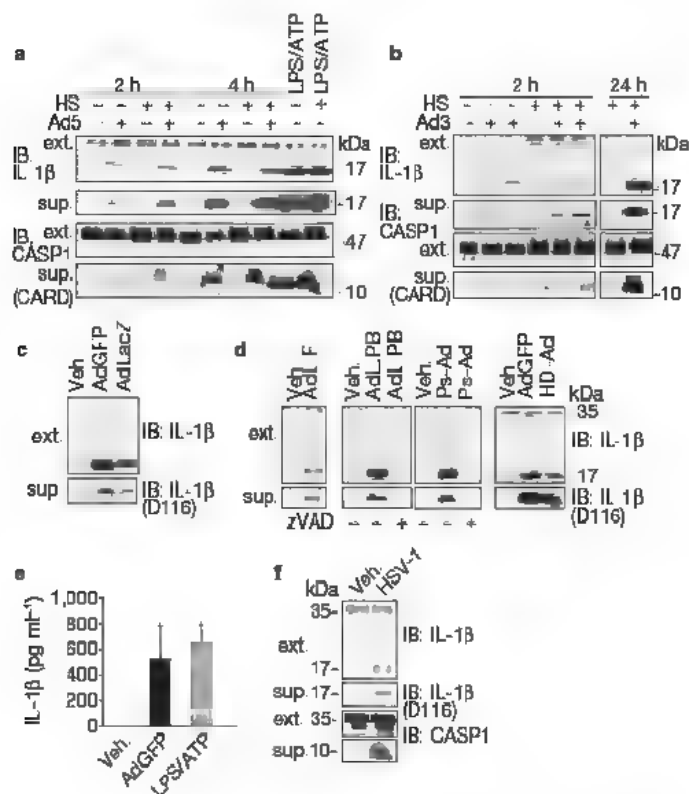 a
LPS/ATP
LPS/ATP
2 h
4 h
HS - - + + - - + + - +
Ad5 - + - + - + - +
ext.
kDa
IB:
IL 1β
17
sup.
-17
IB:
CASP1
ext.
47
sup.
(CARD)
10
b
2 h
24 h
HS - - - + + + + +
Ad3 - + + - + + - +
ext.
kDa
IB:
IL-1β
-17
sup.
-17
IB:
CASP1
ext.
-47
sup.
(CARD)
-10
c
Veh
AdGFP
AdLacZ
ext.
IB: IL-1β
sup
IB: IL-1β
(D116)
d
Veh.
Veh.
AdL.PB
AdL PB
Veh.
Ps-Ad
Ps-Ad
Veh
AdGFP
HD-Ad
kDa
35
ext
IB: IL-1β
17
sup.
IB: IL 1β
(D116)
zVAD - - + - - +
e
IL-1β (pg ml⁻¹)
1,000
800
600
400
200
0
Veh.
AdGFP
LPS/ATP
f
Veh.
HSV-1
kDa
35-
ext.
IB: IL-1β
17-
sup. 17-
IB: IL-1β
(D116)
ext. 35-
IB: CASP1
sup. 10-